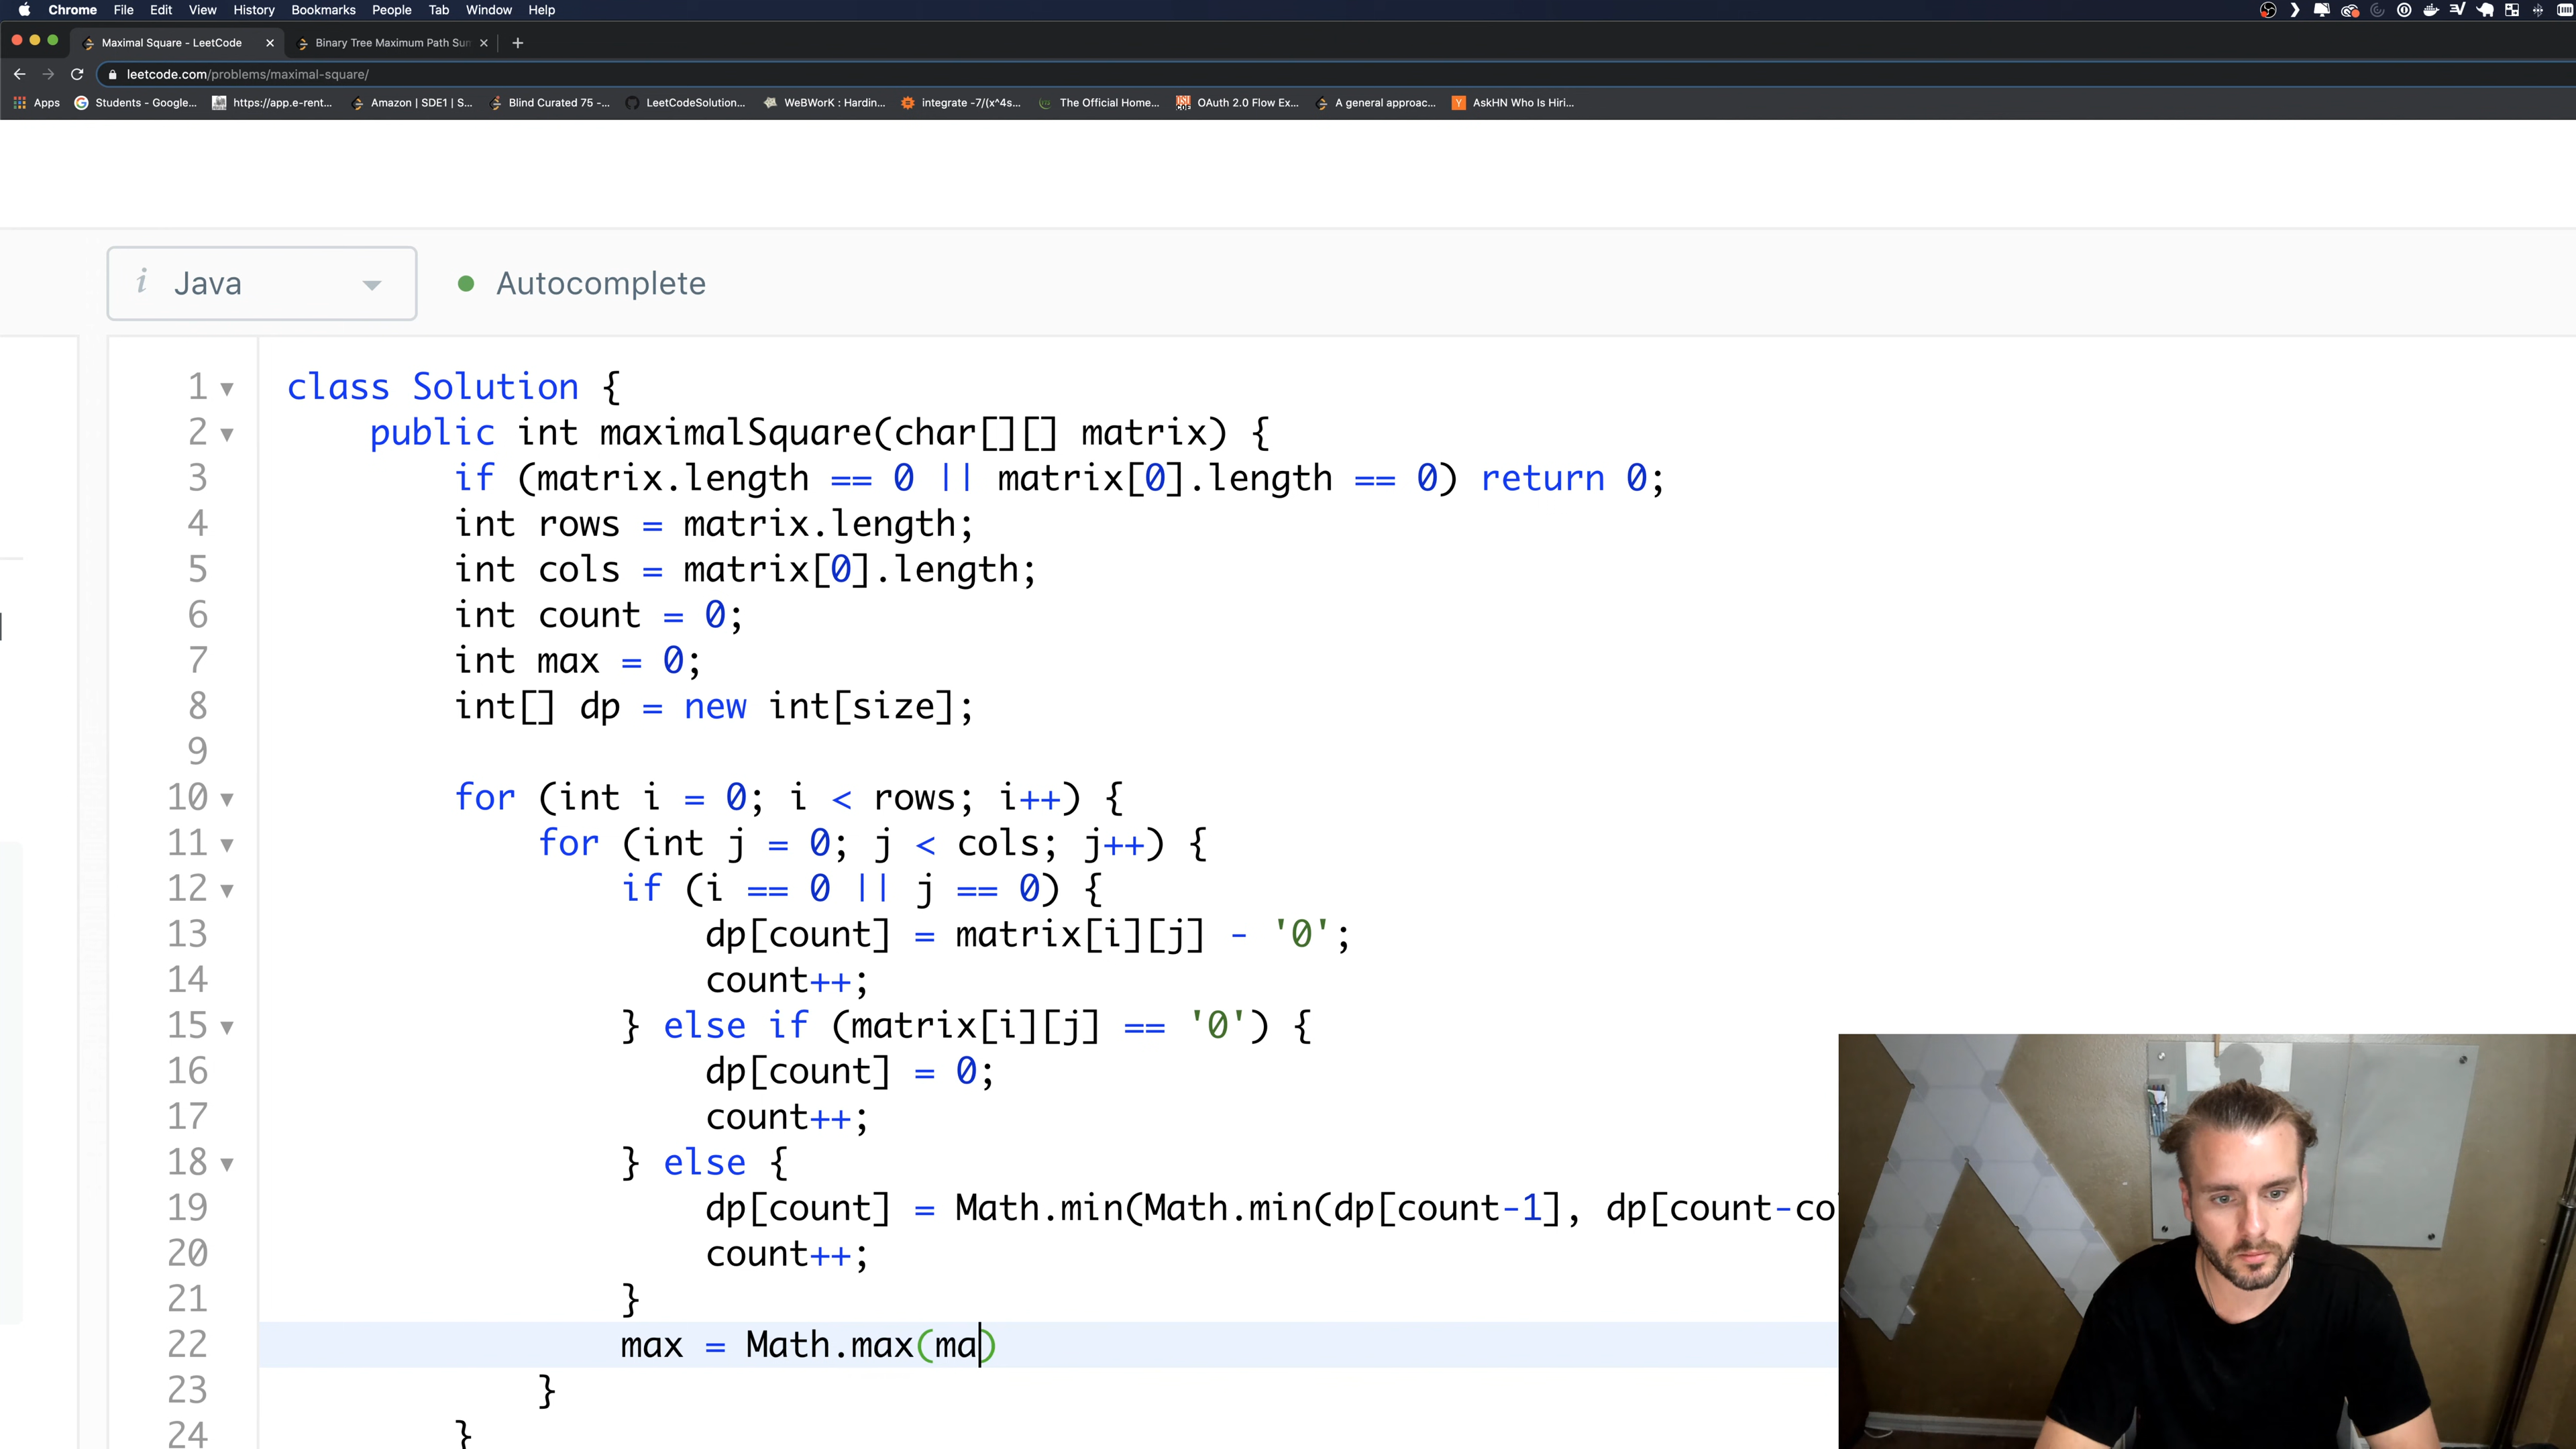 Chrome File Edit View History Bookmarks People Tab Window Help
Maximal Square - LeetCode Binary Tree Maximum Path Sum
leetcode.com/problems/maximal-square/
Apps Students - Google... https://app.e-rent... Amazon | SDE1 | S... Blind Curated 75 -... LeetCodeSolution... WeBWorK : Hardin... integrate -7/(x^4s... The Official Home... OAuth 2.0 Flow Ex... A general approac... AskHN Who Is Hiri...
i Java Autocomplete
1 class Solution {
2 public int maximalSquare(char[][] matrix) {
3 if (matrix.length == 0 || matrix[0].length == 0) return 0;
4 int rows = matrix.length;
5 int cols = matrix[0].length;
6 int count = 0;
7 int max = 0;
8 int[] dp = new int[size];
9
10 for (int i = 0; i < rows; i++) {
11 for (int j = 0; j < cols; j++) {
12 if (i == 0 || j == 0) {
13 dp[count] = matrix[i][j] - '0';
14 count++;
15 } else if (matrix[i][j] == '0') {
16 dp[count] = 0;
17 count++;
18 } else {
19 dp[count] = Math.min(Math.min(dp[count-1], dp[count-co
20 count++;
21 }
22 max = Math.max(ma)
23 }
24 }